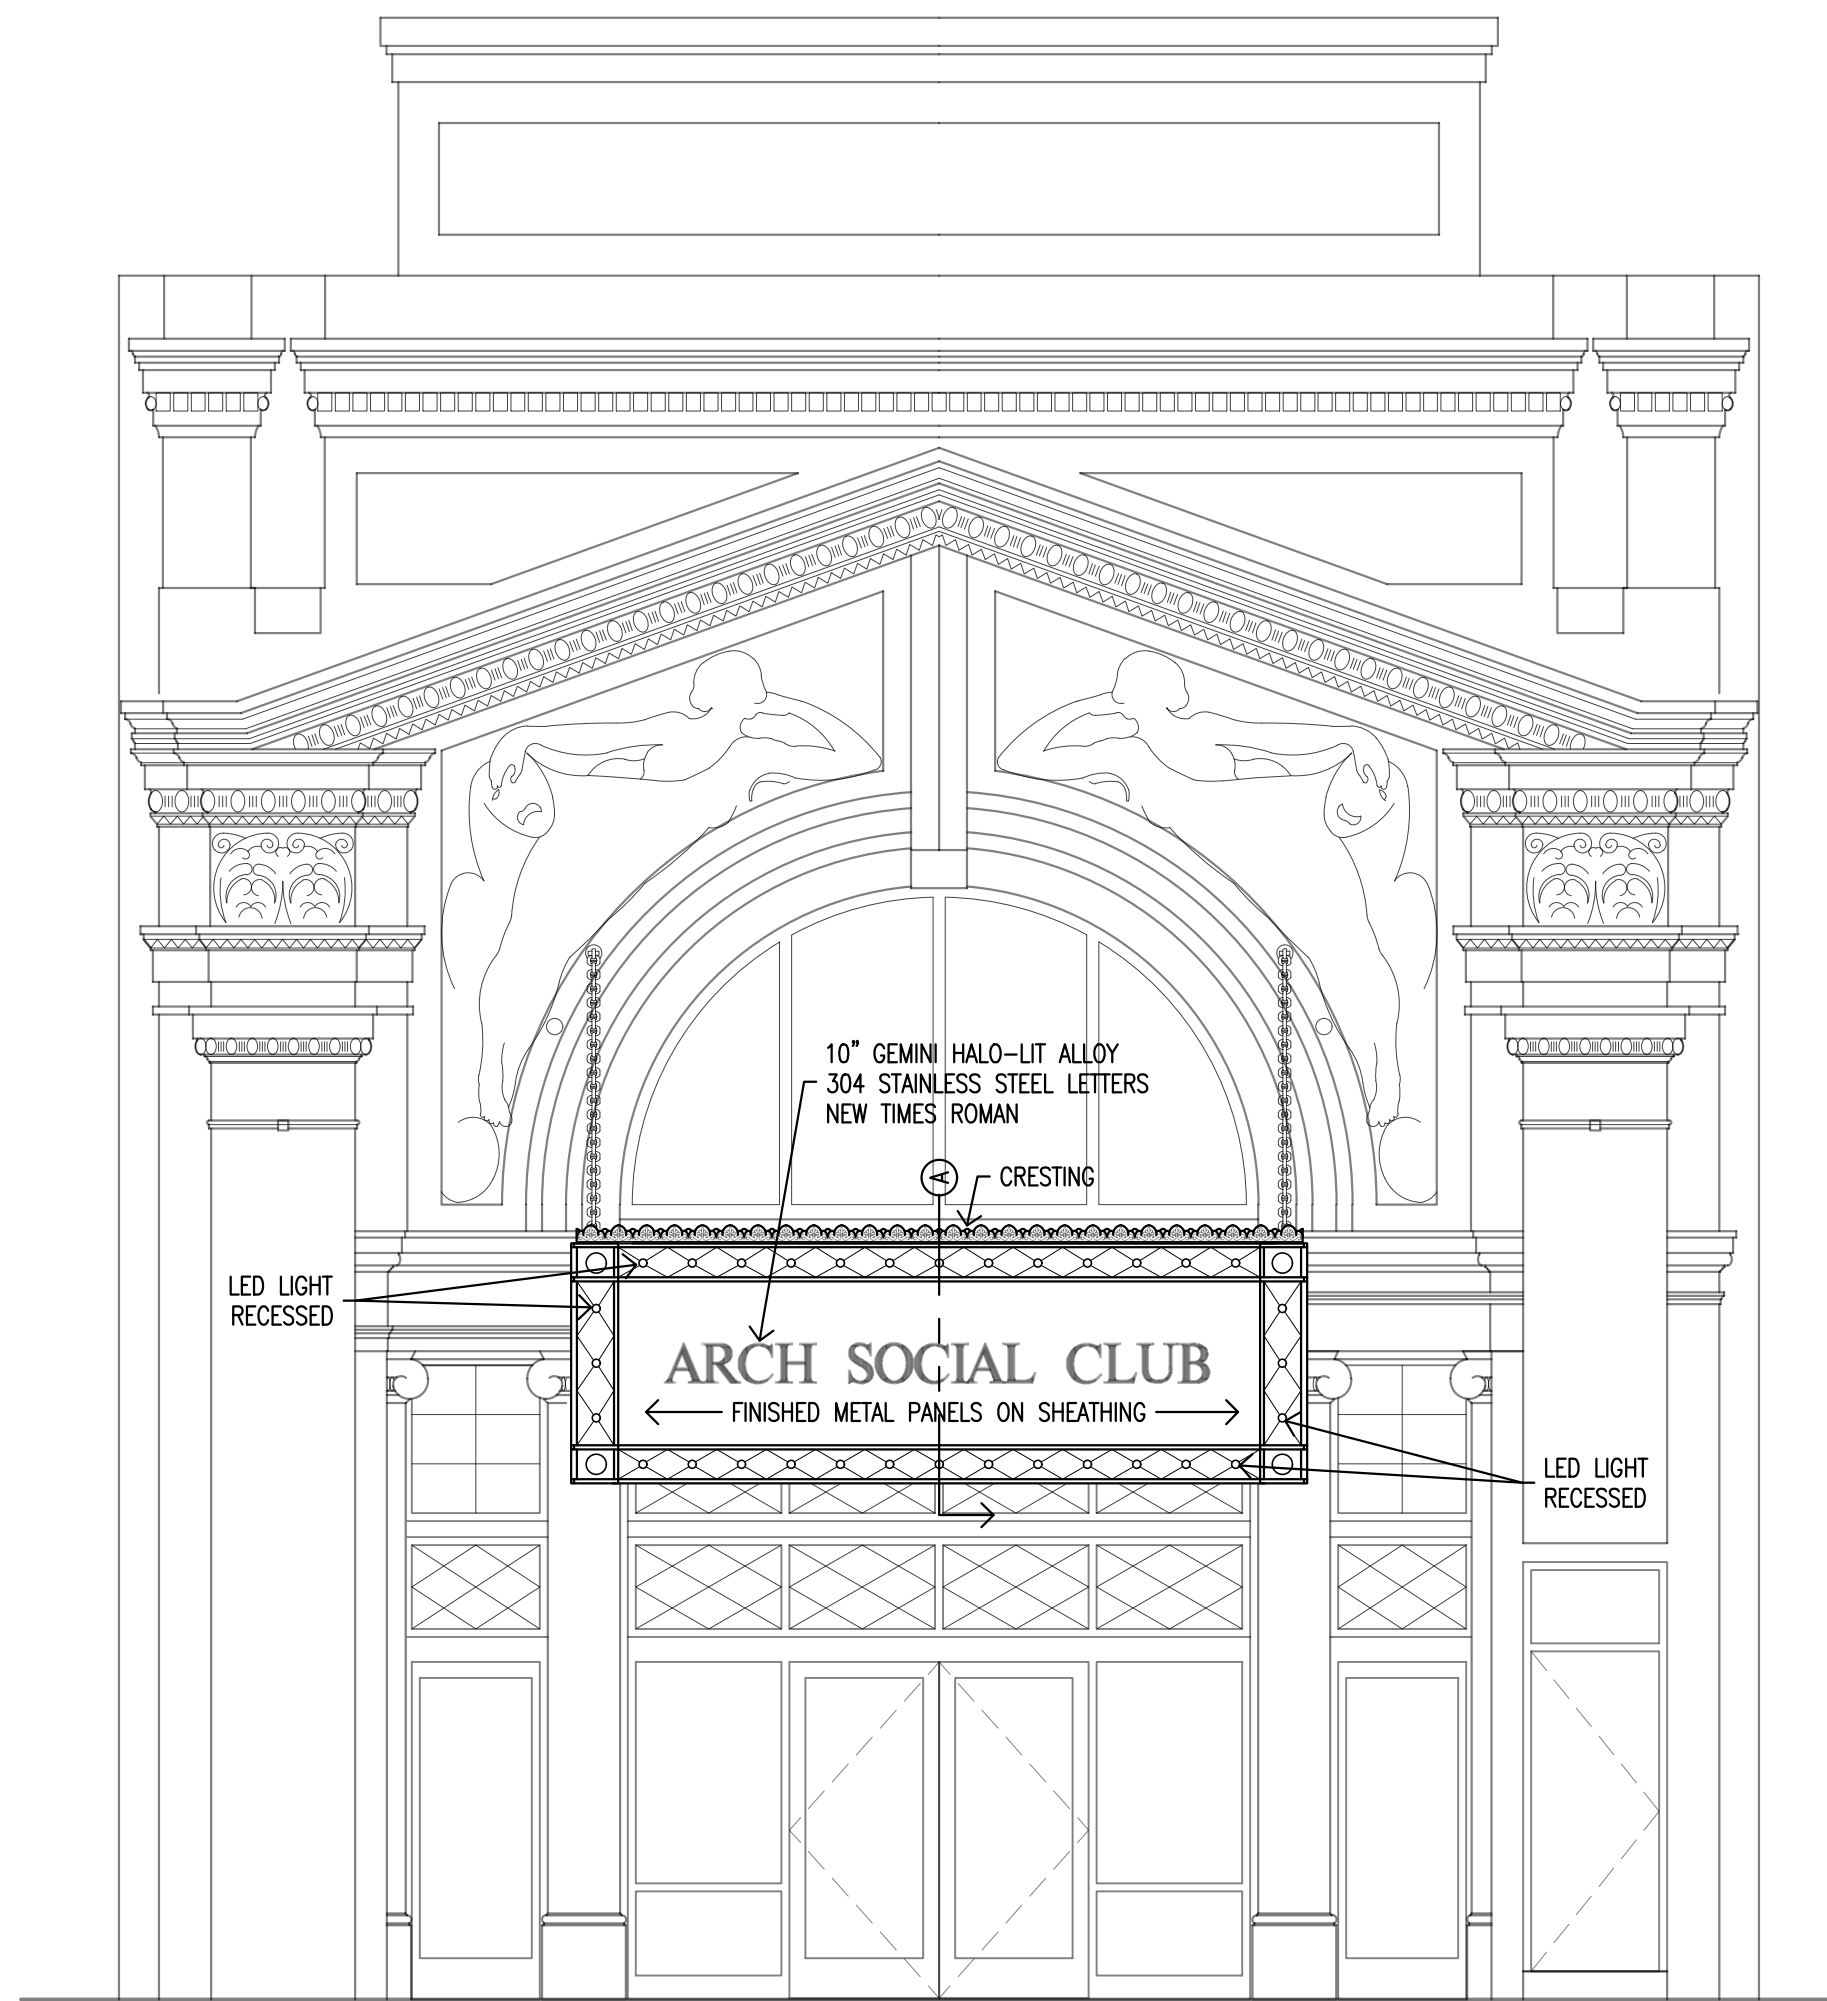 10" GEMINI HALO-LIT ALLOY
304 STAINLESS STEEL LETTERS
NEW TIMES ROMAN
A
CRESTING
LED LIGHT
RECESSED
ARCH SOCIAL CLUB
FINISHED METAL PANELS ON SHEATHING
LED LIGHT
RECESSED